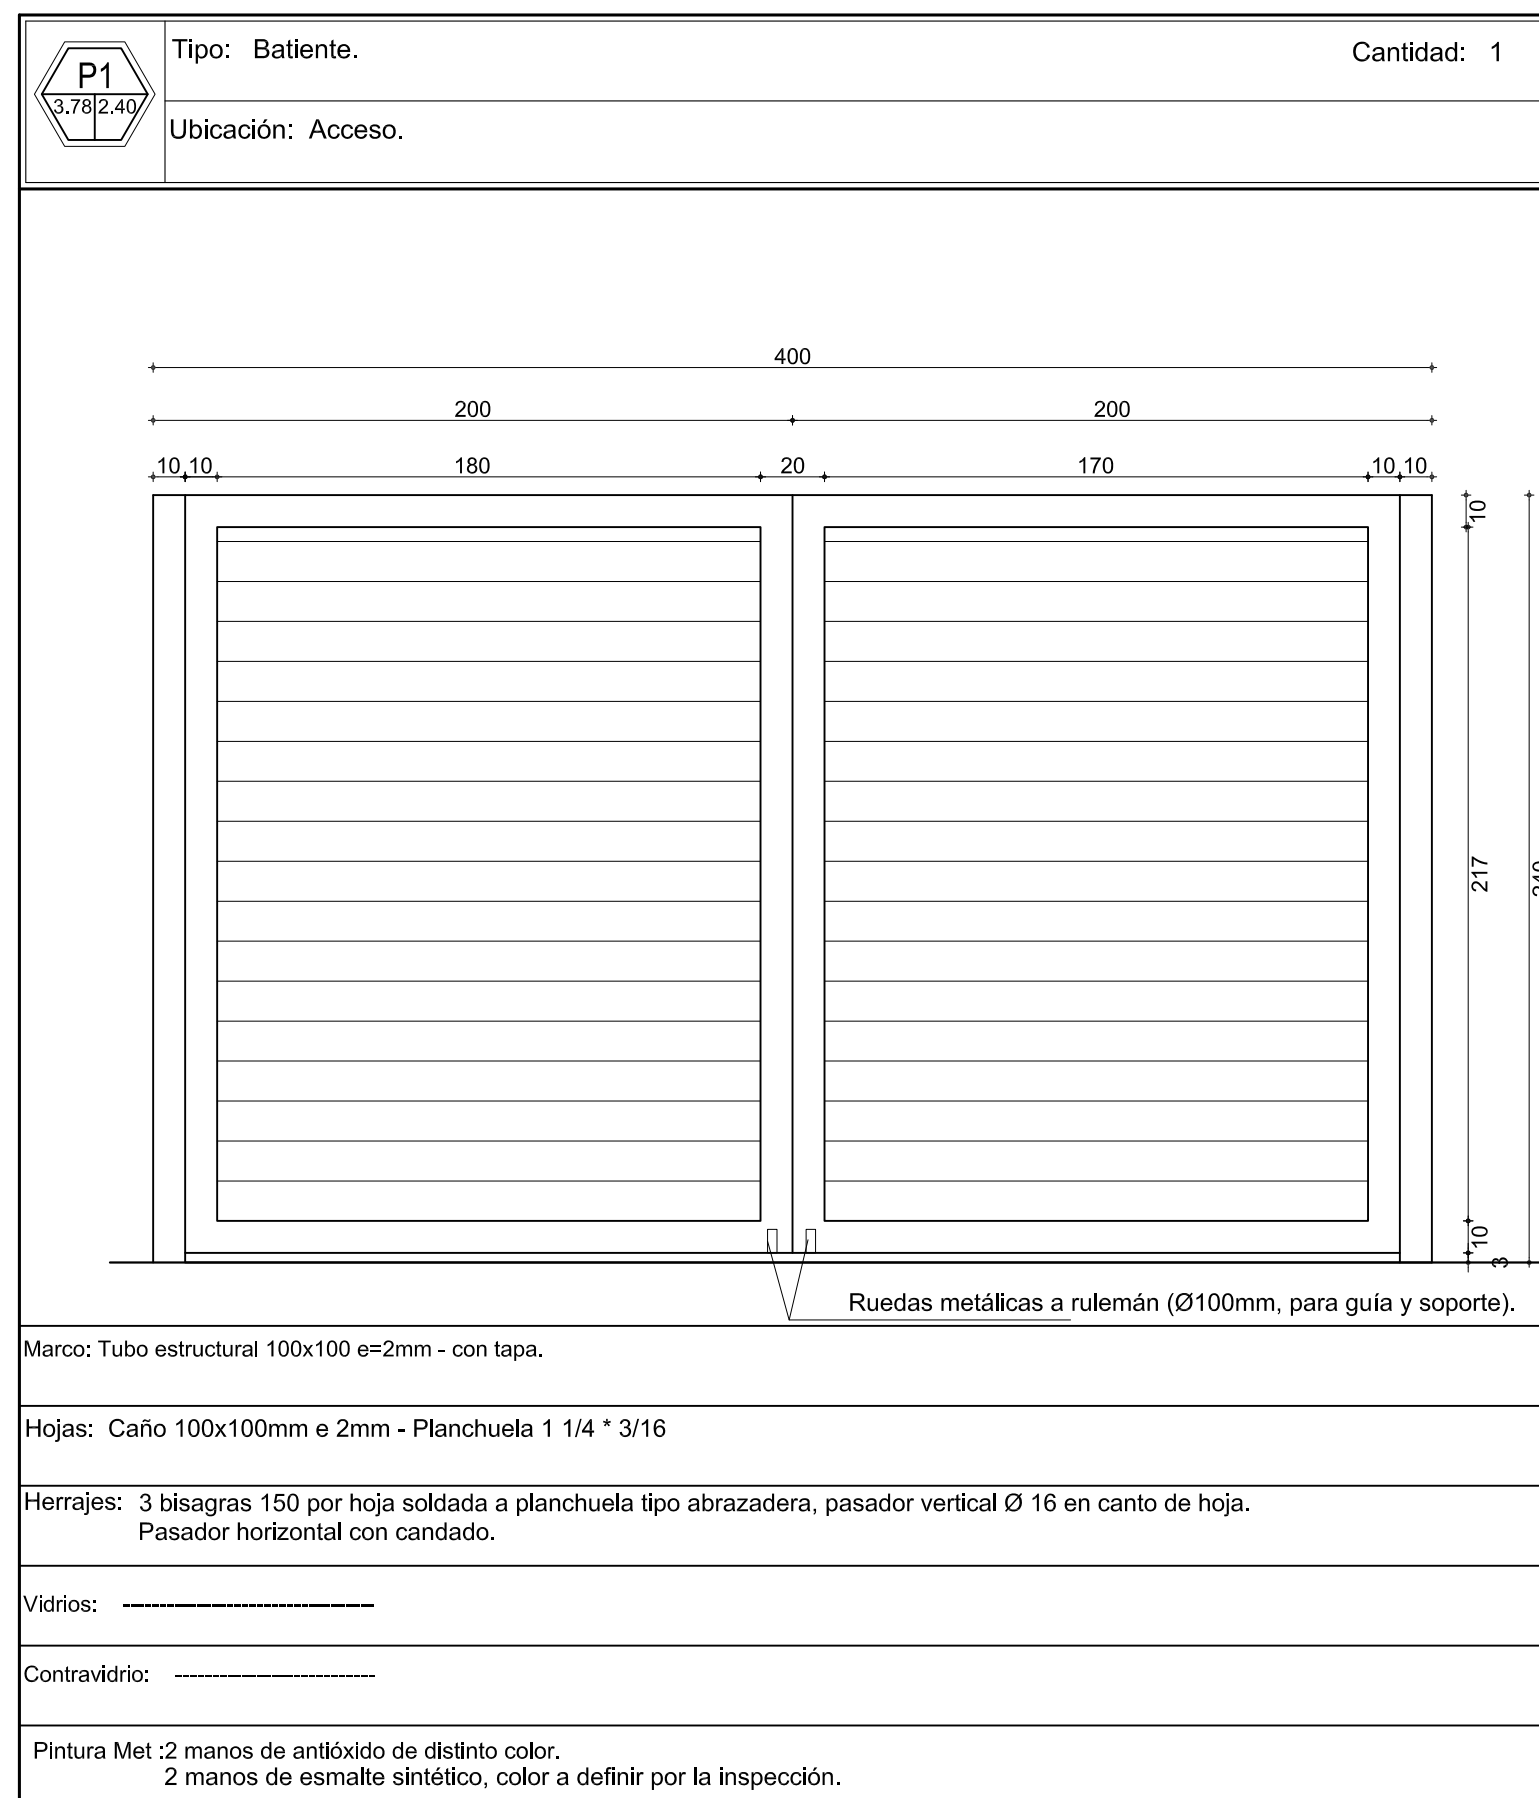 P1
3.78 2.40
Tipo: Batiente.
Cantidad: 1
Ubicación: Acceso.
400
200 200
10 10 180 20 170 10 10
10
217
10
3
Ruedas metálicas a rulemán (Ø100mm, para guía y soporte).
Marco: Tubo estructural 100x100 e=2mm - con tapa.
Hojas: Caño 100x100mm e 2mm - Planchuela 1 1/4 * 3/16
Herrajes: 3 bisagras 150 por hoja soldada a planchuela tipo abrazadera, pasador vertical Ø 16 en canto de hoja.
Pasador horizontal con candado.
Vidrios: ----------------------------------
Contravidrio: ---------------------------
Pintura Met :2 manos de antióxido de distinto color.
2 manos de esmalte sintético, color a definir por la inspección.